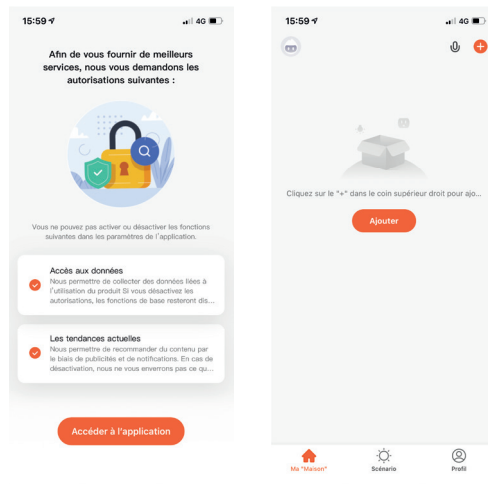 15:59
4G
Afin de vous fournir de meilleurs
services, nous vous demandons les
autorisations suivantes :
Vous ne pouvez pas activer ou désactiver les fonctions
suivantes dans les paramètres de l'application.
Accès aux données
Nous permettre de collecter des données liées à
l'utilisation du produit Si vous désactivez les
autorisations, les fonctions de base resteront dis...
Les tendances actuelles
Nous permettre de recommander du contenu par
le biais de publicités et de notifications. En cas de
désactivation, nous ne vous enverrons pas ce qu...
Accéder à l'application
15:59
4G
Cliquez sur le "+" dans le coin supérieur droit pour ajo...
Ajouter
Ma "Maison"
Scénario
Profil